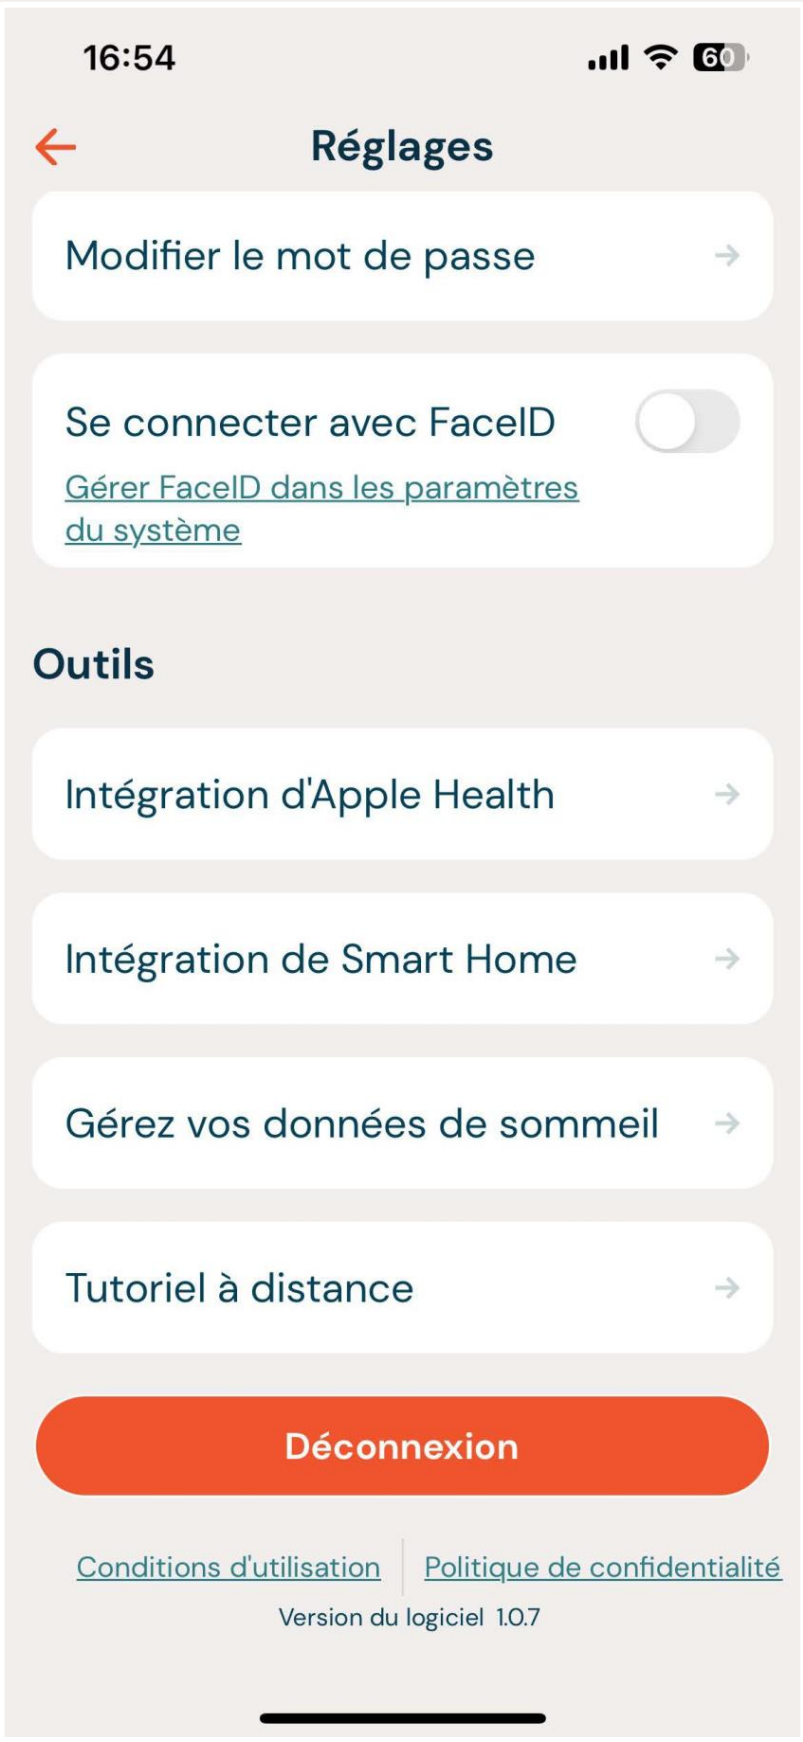 16:54
60
Réglages
Modifier le mot de passe
Se connecter avec FaceID
Gérer FaceID dans les paramètres
du système
Outils
Intégration d'Apple Health
Intégration de Smart Home
Gérez vos données de sommeil
Tutoriel à distance
Déconnexion
Conditions d'utilisation
Politique de confidentialité
Version du logiciel 1.0.7